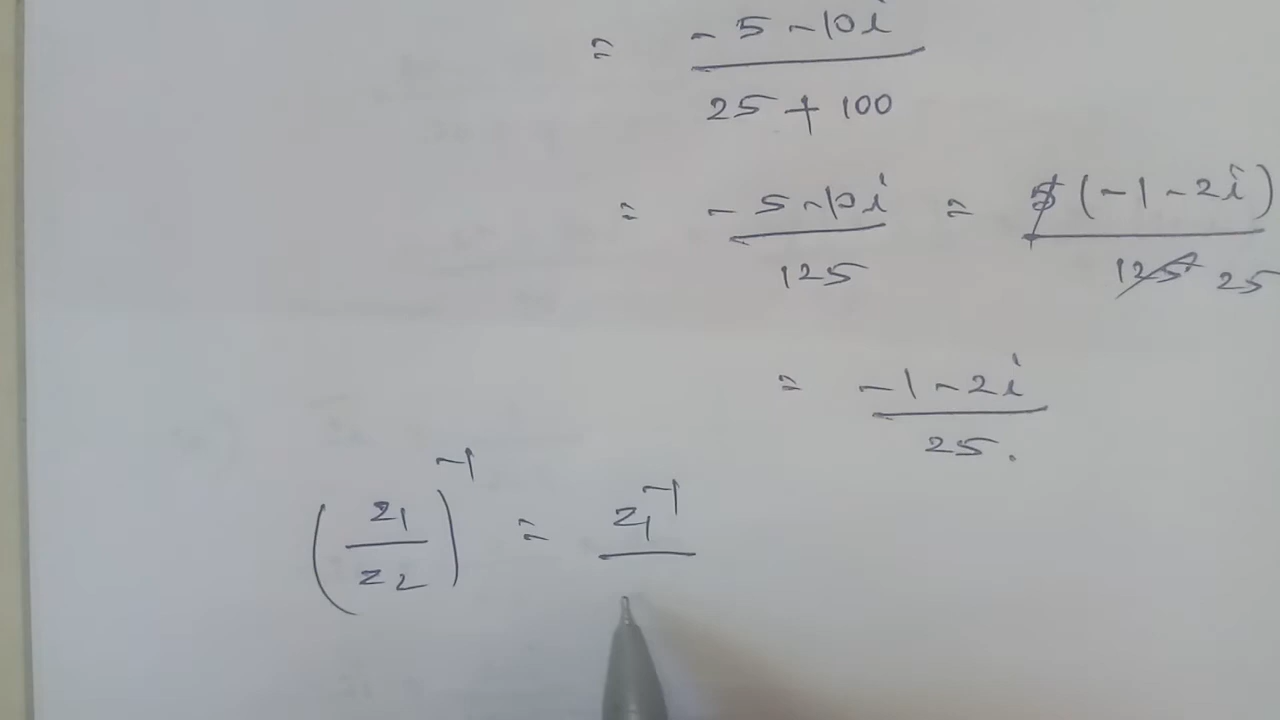 = -5-10i / 25+100
= -5-10i / 125 = 5(-1-2i) / 125 25
= -1-2i / 25.
(z₁ / z₂)⁻¹ = z₁⁻¹ /